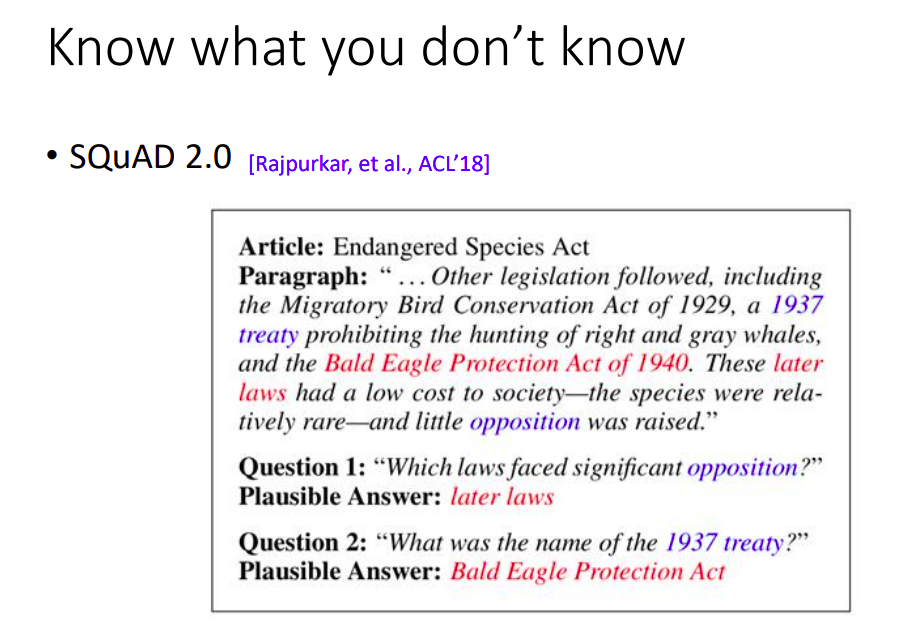 Know what you don’t know
• SQuAD 2.0 [Rajpurkar, et al., ACL’18]
Article: Endangered Species Act
Paragraph: “ … Other legislation followed, including
the Migratory Bird Conservation Act of 1929, a 1937
treaty prohibiting the hunting of right and gray whales,
and the Bald Eagle Protection Act of 1940. These later
laws had a low cost to society—the species were rela-
tively rare—and little opposition was raised.”
Question 1: “Which laws faced significant opposition?”
Plausible Answer: later laws
Question 2: “What was the name of the 1937 treaty?”
Plausible Answer: Bald Eagle Protection Act